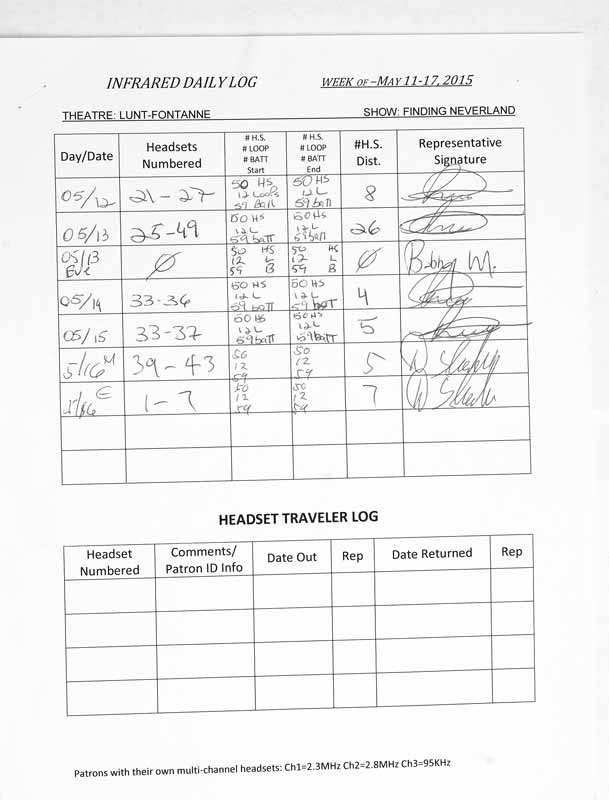 INFRARED DAILY LOG WEEK OF –MAY 11-17, 2015
THEATRE: LUNT-FONTANNE SHOW: FINDING NEVERLAND
Day/Date Headsets Numbered # H.S. # LOOP # BATT Start # H.S. # LOOP # BATT End #H.S. Dist. Representative Signature
05/12 21-27 50 HS 12 Loops 59 Batt 50 HS 12 L 59 batt 8
05/13 25-49 50 HS 12 L 59 batt 50 HS 12 L 59 batt 26
05/13 Eve Ø 50 HS 12 L 59 B 50 HS 12 L 59 B Ø Bobby M.
05/14 33-36 50 HS 12 L 59 batt 50 HS 12 L 59 batt 4
05/15 33-37 50 HS 12 L 59 batt 50 HS 12 L 59 batt 5
5/16 M 39-43 50 12 59 50 12 59 5
5/16 E 1-7 50 12 59 50 12 59 7
HEADSET TRAVELER LOG
Headset Numbered Comments/ Patron ID Info Date Out Rep Date Returned Rep
Patrons with their own multi-channel headsets: Ch1=2.3MHz Ch2=2.8MHz Ch3=95KHz